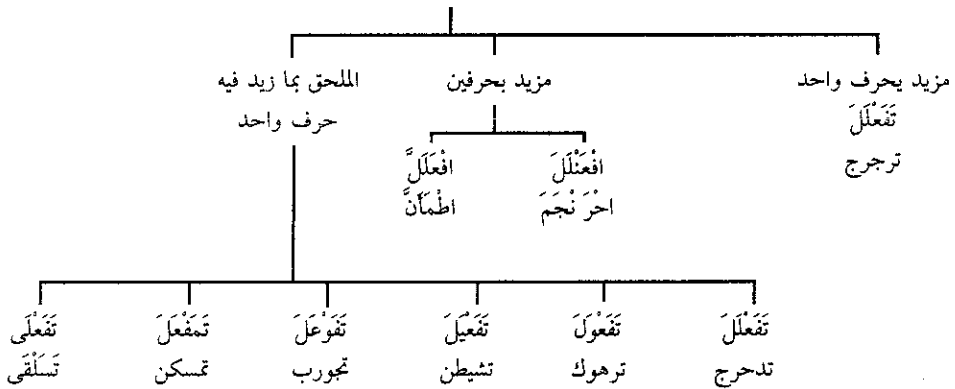 مزيد يحرف واحد
تَفَعْلَلَ
ترجرج
مزيد بحرفين
افْعَنْلَلَ
احْرَ نْجَمَ
افْعَلَلَّ
اطْمَأَنَّ
الملحق بما زيد فيه
حرف واحد
تَفَعْلَلَ
تدحرج
تَفَعْوَلَ
ترهوك
تَفَعْيَلَ
تشيطن
تَفَوْعَلَ
تجورب
تَمَفْعَلَ
تمسكن
تَفَعْلَى
تَسَلْقَى